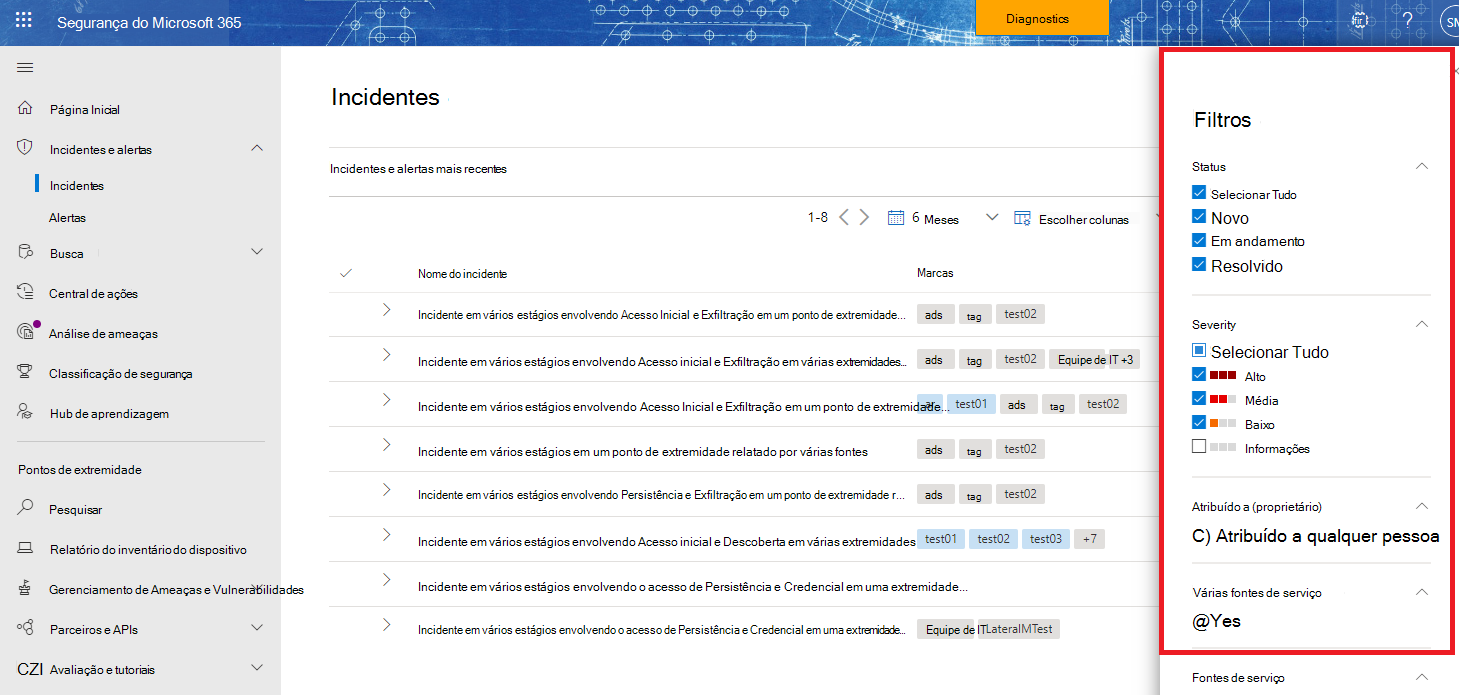 Segurança do Microsoft 365
Diagnostics
?
SM
Página Inicial
Incidentes e alertas
Incidentes
Alertas
Busca
Central de ações
Análise de ameaças
Classificação de segurança
Hub de aprendizagem
Pontos de extremidade
Pesquisar
Relatório do inventário do dispositivo
Gerenciamento de Ameaças e Vulnerabilidades
Parceiros e APIs
CZI Avaliação e tutoriais
Incidentes
Incidentes e alertas mais recentes
1-8 6 Meses Escolher colunas
Nome do incidente Marcas
Incidente em vários estágios envolvendo Acesso Inicial e Exfiltração em um ponto de extremidade... ads tag test02
Incidente em vários estágios envolvendo Acesso inicial e Exfiltração em várias extremidades... ads tag test02 Equipe de IT +3
Incidente em vários estágios envolvendo Acesso Inicial e Exfiltração em um ponto de extremidade... test01 ads tag test02
Incidente em vários estágios em um ponto de extremidade relatado por várias fontes ads tag test02
Incidente em vários estágios envolvendo Persistência e Exfiltração em um ponto de extremidade r... ads tag test02
Incidente em vários estágios envolvendo Acesso inicial e Descoberta em várias extremidades test01 test02 test03 +7
Incidente em vários estágios envolvendo o acesso de Persistência e Credencial em uma extremidade...
Incidente em vários estágios envolvendo o acesso de Persistência e Credencial em uma extremidade... Equipe de IT LateralMTest
Filtros
Status
Selecionar Tudo
Novo
Em andamento
Resolvido
Severity
Selecionar Tudo
Alto
Média
Baixo
Informações
Atribuído a (proprietário)
C) Atribuído a qualquer pessoa
Várias fontes de serviço
@Yes
Fontes de serviço